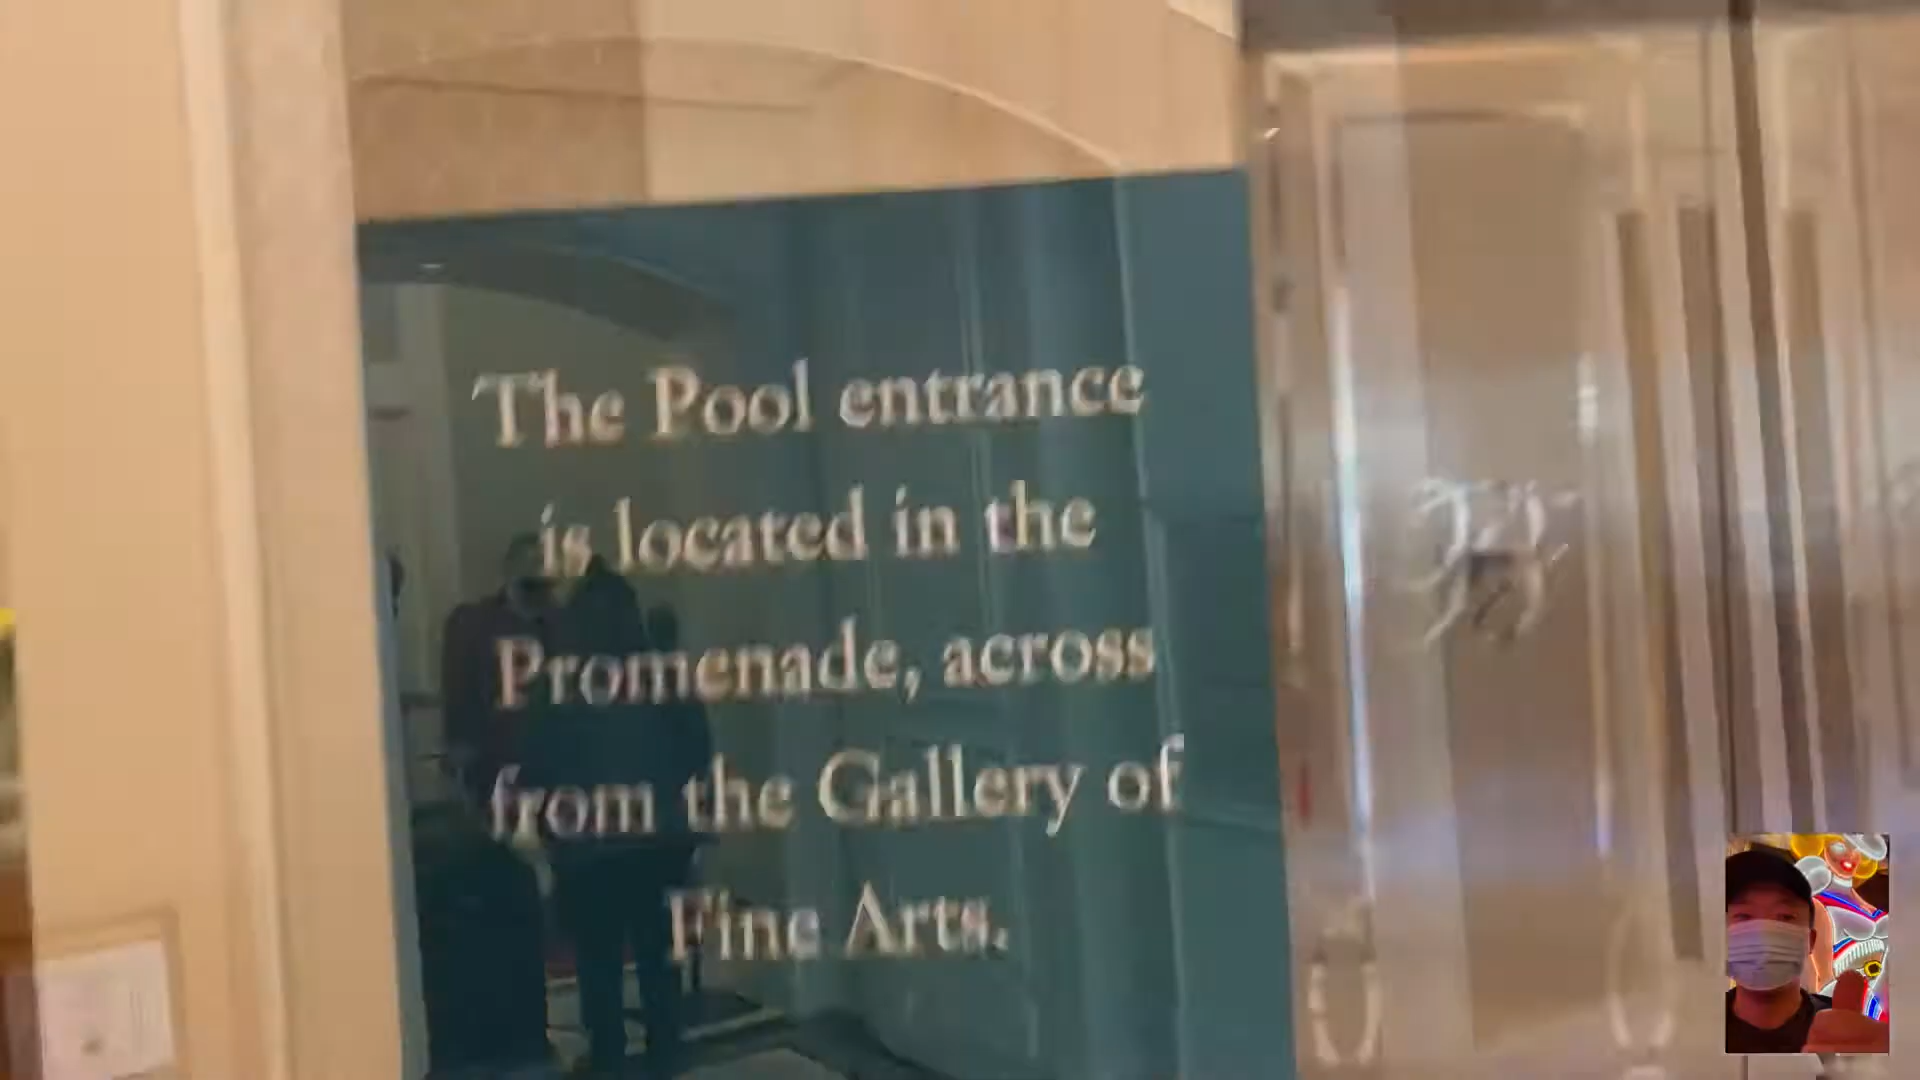 The Pool entrance
is located in the
Promenade, across
from the Gallery of
Fine Arts.